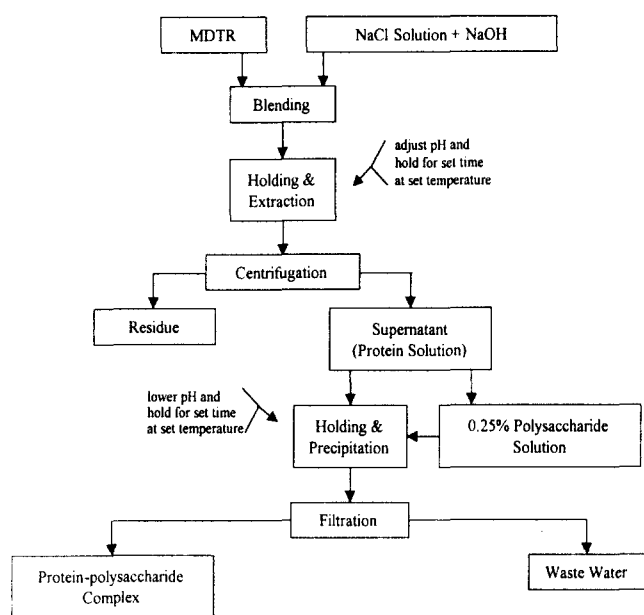 MDTR
NaCl Solution + NaOH
Blending
adjust pH and
hold for set time
at set temperature
Holding &
Extraction
Centrifugation
Residue
Supernatant
(Protein Solution)
lower pH and
hold for set time
at set temperature
Holding &
Precipitation
0.25% Polysaccharide
Solution
Filtration
Protein-polysaccharide
Complex
Waste Water